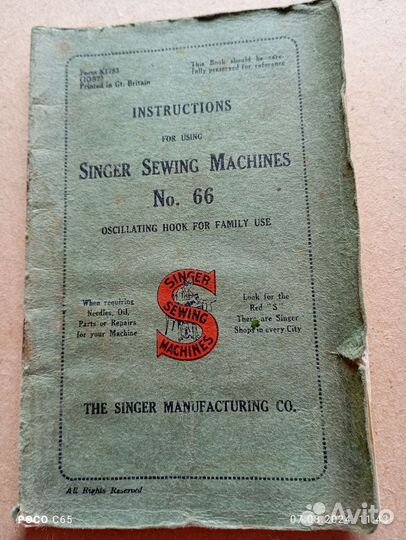 Form K1783
(1037)
Printed in Gt. Britain
This Book should be care-
fully preserved for reference
INSTRUCTIONS
FOR USING
SINGER SEWING MACHINES
No. 66
OSCILLATING HOOK FOR FAMILY USE
When requiring
Needles, Oil,
Parts or Repairs
for your Machine
SINGER
SEWING
MACHINES
Look for the
Red "S"
There are Singer
Shops in every City
THE SINGER MANUFACTURING CO.
All Rights Reserved
POCO C65
Avito